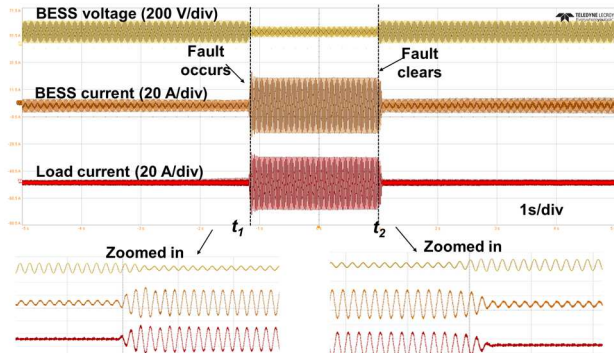 BESS voltage (200 V/div)
TELEDYNE LECROY
Fault
occurs
Fault
clears
BESS current (20 A/div)
Load current (20 A/div)
1s/div
t1
t2
Zoomed in
Zoomed in